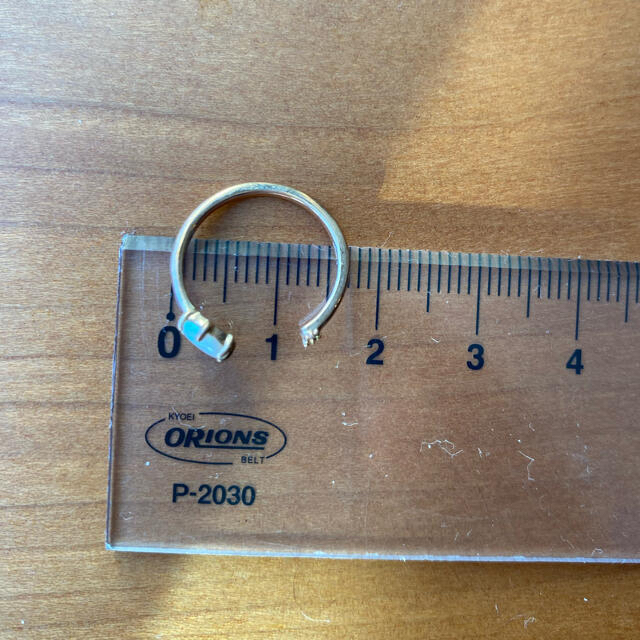 0 1 2 3 4
KYOEI
ORIONS
BELT
P-2030